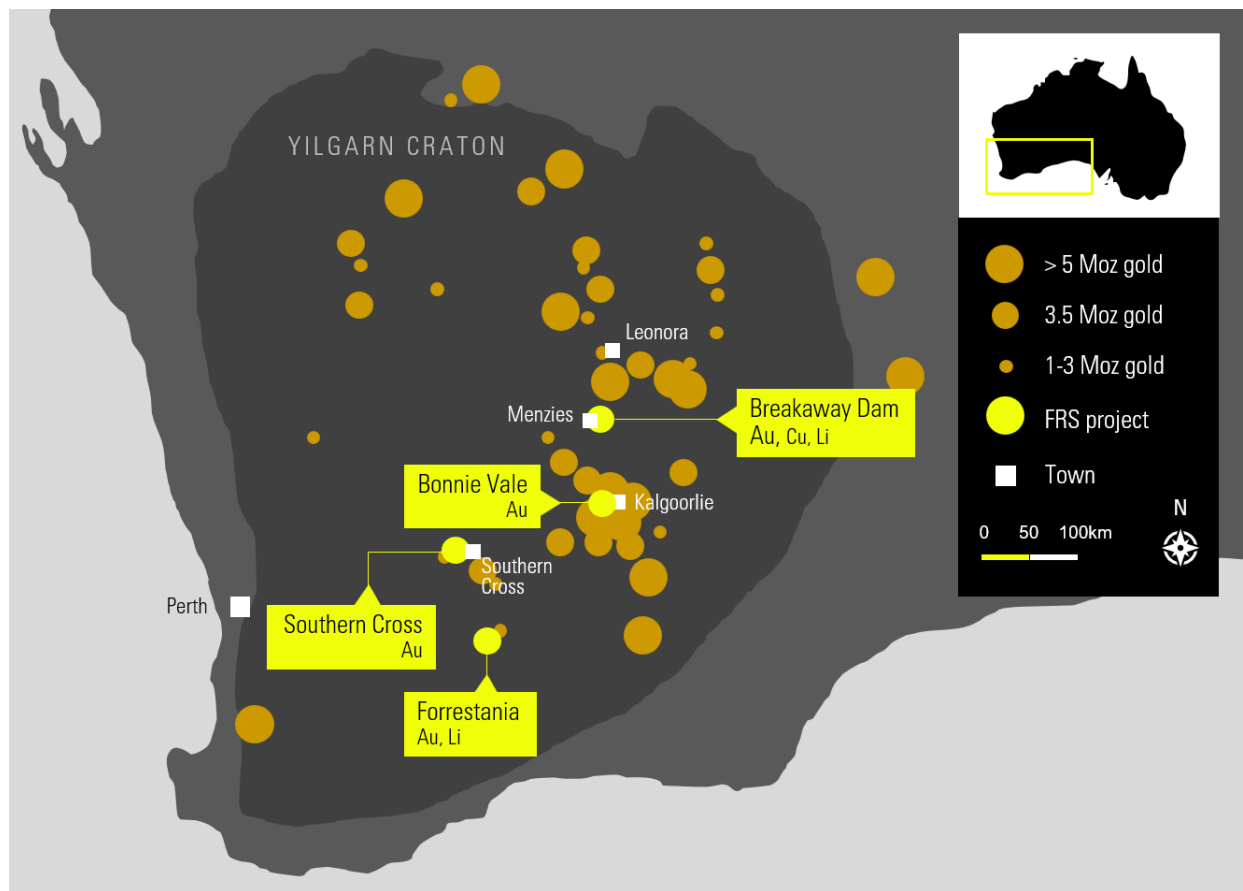 YILGARN CRATON
> 5 Moz gold
3.5 Moz gold
1-3 Moz gold
FRS project
Town
N
0 50 100km
Leonora
Menzies
Breakaway Dam
Au, Cu, Li
Bonnie Vale
Au
Kalgoorlie
Southern
Cross
Perth
Southern Cross
Au
Forrestania
Au, Li